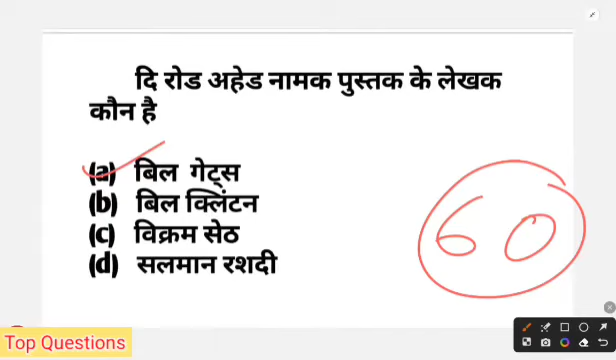 दि रोड अहेड नामक पुस्तक के लेखक
कौन है
(a) बिल गेट्स
(b) बिल क्लिंटन
(c) विक्रम सेठ
(d) सलमान रशदी
60
Top Questions